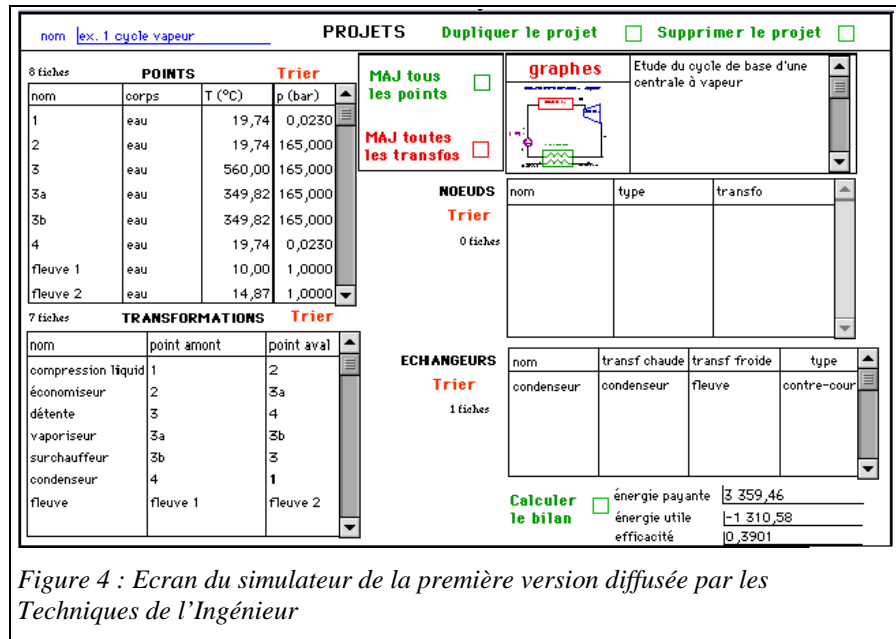 nom ex. 1 cycle vapeur PROJETS Dupliquer le projet Supprimer le projet
8 fiches POINTS Trier
nom corps T (°C) p (bar)
1 eau 19,74 0,0230
2 eau 19,74 165,000
3 eau 560,00 165,000
3a eau 349,82 165,000
3b eau 349,82 165,000
4 eau 19,74 0,0230
fleuve 1 eau 10,00 1,0000
fleuve 2 eau 14,87 1,0000
MAJ tous
les points
MAJ toutes
les transfos
graphes
Etude du cycle de base d'une
centrale à vapeur
NOEUDS
Trier
0 fiches
nom type transfo
7 fiches TRANSFORMATIONS Trier
nom point amont point aval
compression liquid 1 2
économiseur 2 3a
détente 3 4
vaporiseur 3a 3b
surchauffeur 3b 3
condenseur 4 1
fleuve fleuve 1 fleuve 2
ECHANGEURS
Trier
1 fiches
nom transf chaude transf froide type
condenseur condenseur fleuve contre-cour
Calculer
le bilan
énergie payante 3 359,46
énergie utile -1 310,58
efficacité 0,3901
Figure 4 : Ecran du simulateur de la première version diffusée par les
Techniques de l'Ingénieur